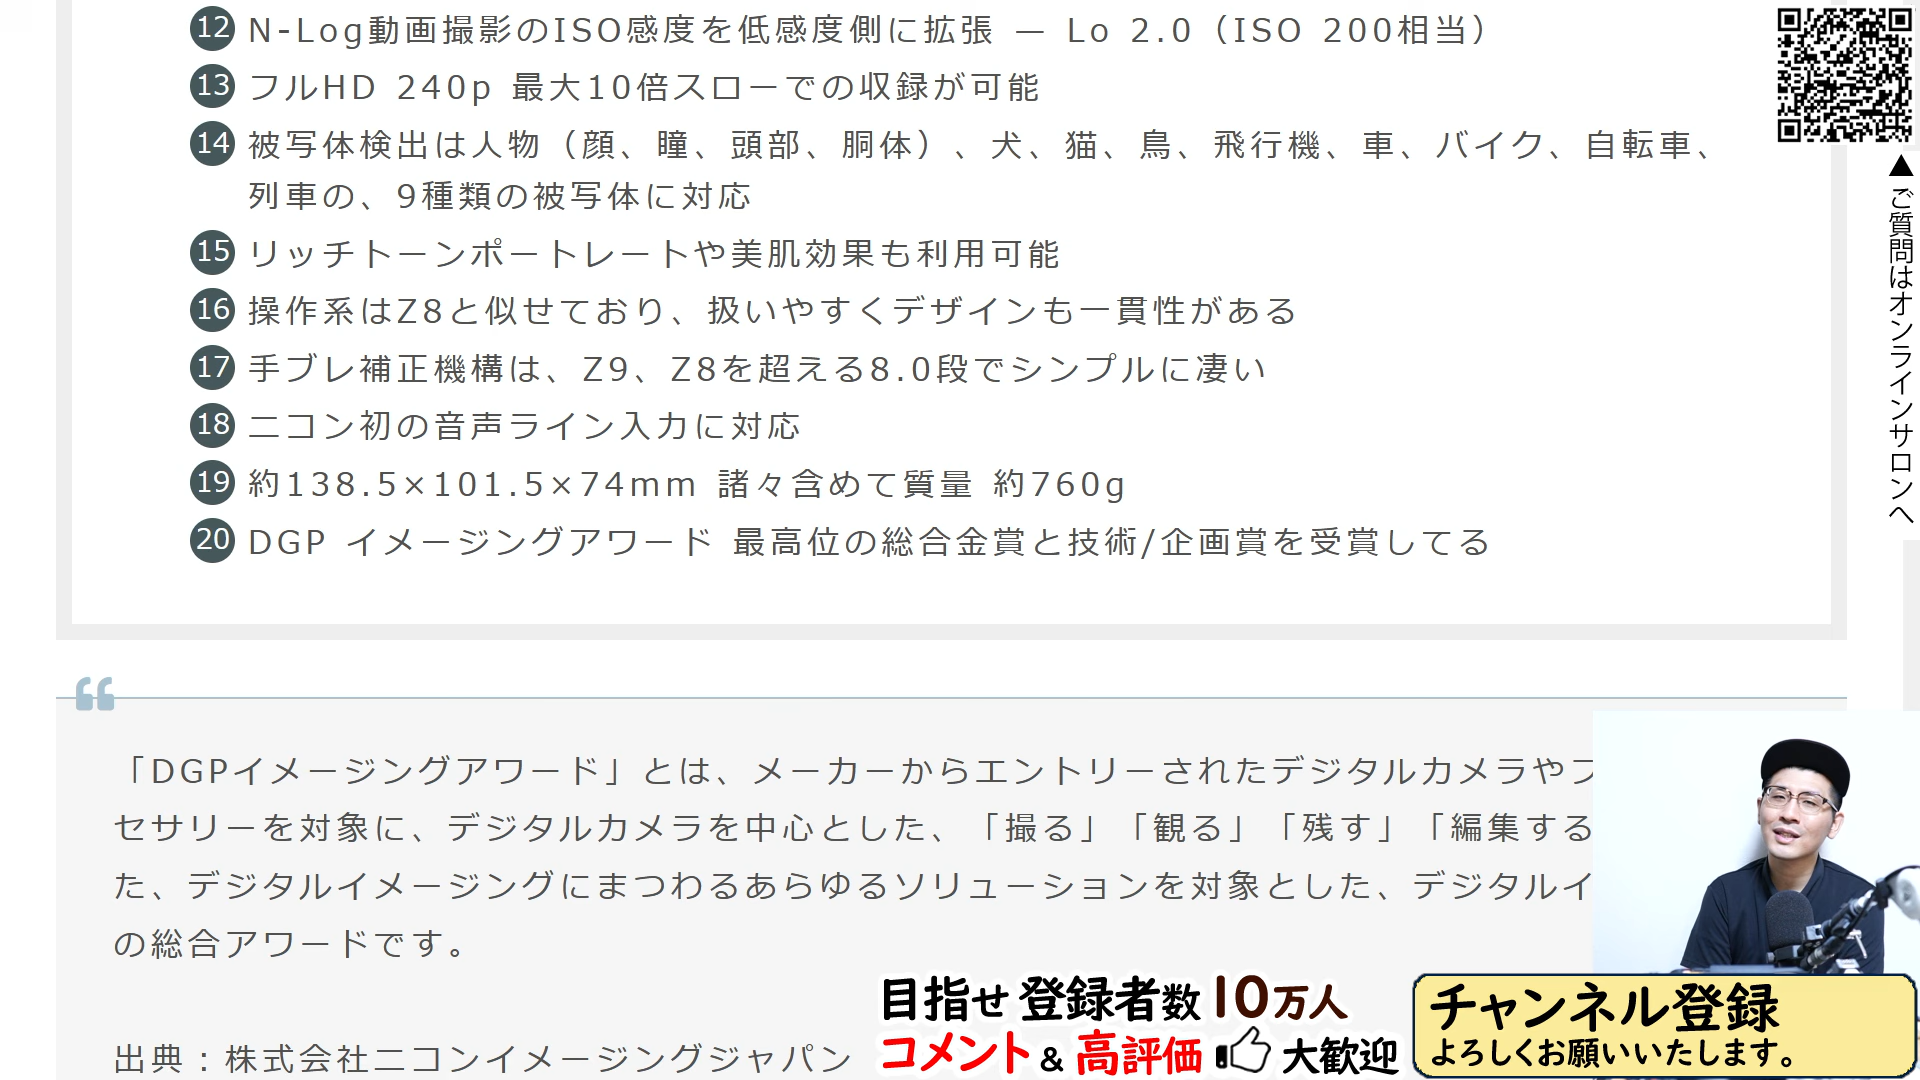 12 N-Log動画撮影のISO感度を低感度側に拡張 — Lo 2.0（ISO 200相当）
13 フルHD 240p 最大10倍スローでの収録が可能
14 被写体検出は人物（顔、瞳、頭部、胴体）、犬、猫、鳥、飛行機、車、バイク、自転車、
列車の、9種類の被写体に対応
15 リッチトーンポートレートや美肌効果も利用可能
16 操作系はZ8と似せており、扱いやすくデザインも一貫性がある
17 手ブレ補正機構は、Z9、Z8を超える8.0段でシンプルに凄い
18 ニコン初の音声ライン入力に対応
19 約138.5×101.5×74mm 諸々含めて質量 約760g
20 DGP イメージングアワード 最高位の総合金賞と技術/企画賞を受賞してる
▲ご質問はオンラインサロンへ
「DGPイメージングアワード」とは、メーカーからエントリーされたデジタルカメラやフ
セサリーを対象に、デジタルカメラを中心とした、「撮る」「観る」「残す」「編集する
た、デジタルイメージングにまつわるあらゆるソリューションを対象とした、デジタルイ
の総合アワードです。
出典：株式会社ニコンイメージングジャパン
目指せ 登録者数 10万人
コメント & 高評価 大歓迎
チャンネル登録
よろしくお願いいたします。